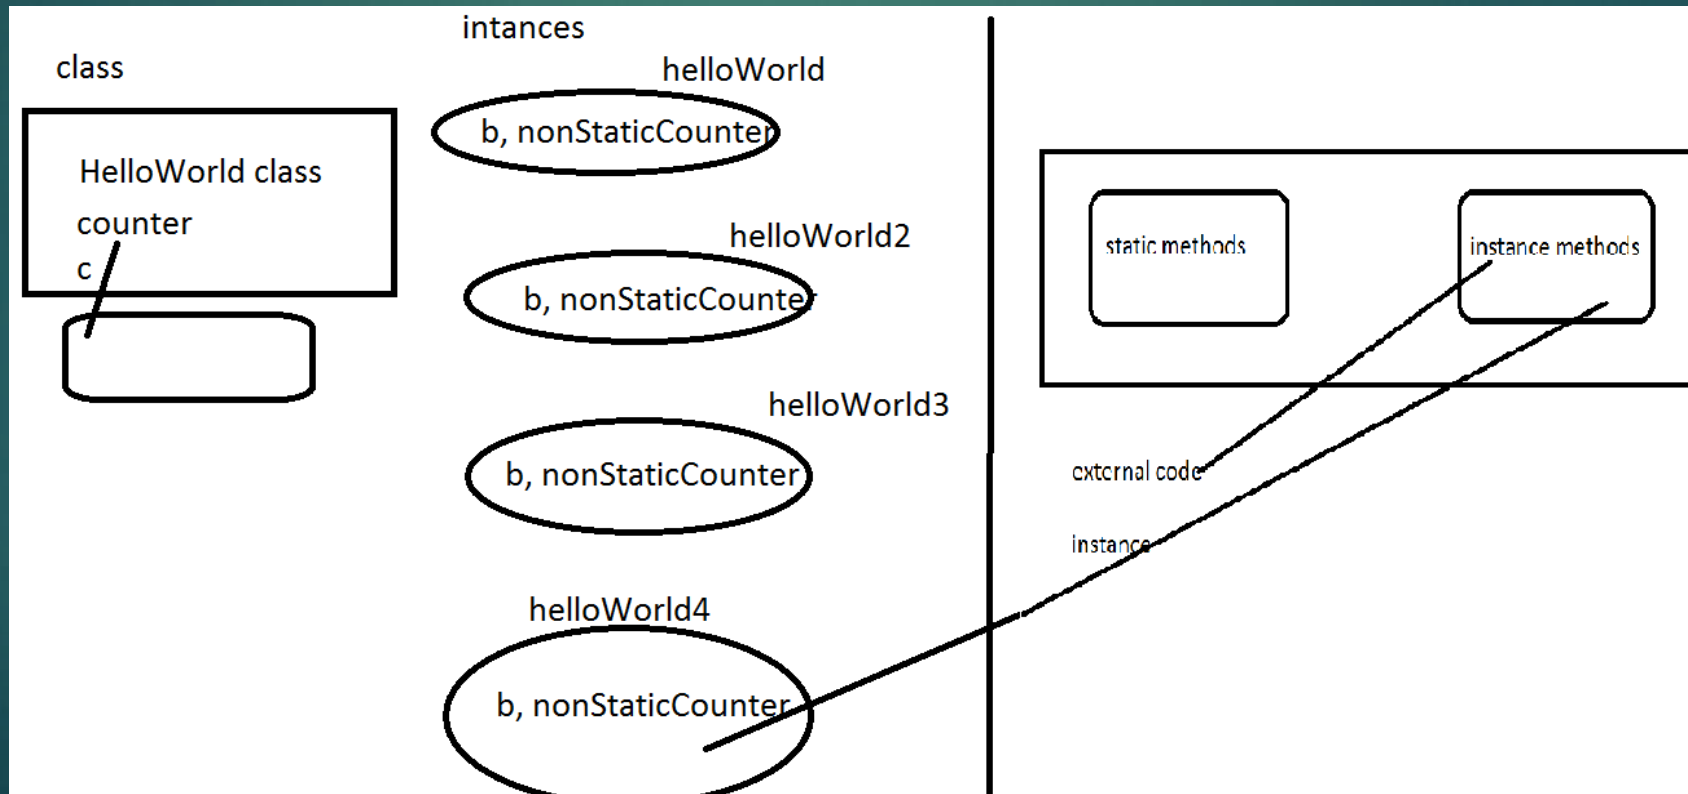 intances
class
helloWorld
b, nonStaticCounter
HelloWorld class
counter
c
helloWorld2
b, nonStaticCounter
helloWorld3
b, nonStaticCounter
helloWorld4
b, nonStaticCounter
static methods
instance methods
external code
instance